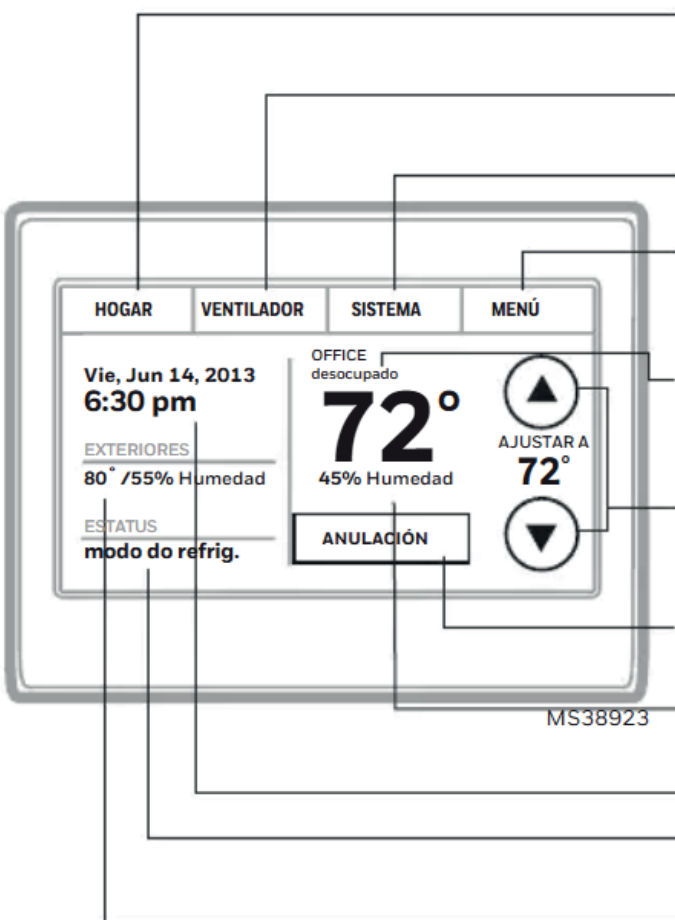 HOGAR VENTILADOR SISTEMA MENÚ
Vie, Jun 14, 2013
6:30 pm
EXTERIORES
80° /55% Humedad
ESTATUS
modo do refrig.
OFFICE
desocupado
72°
45% Humedad
ANULACIÓN
AJUSTAR A
72°
MS38923